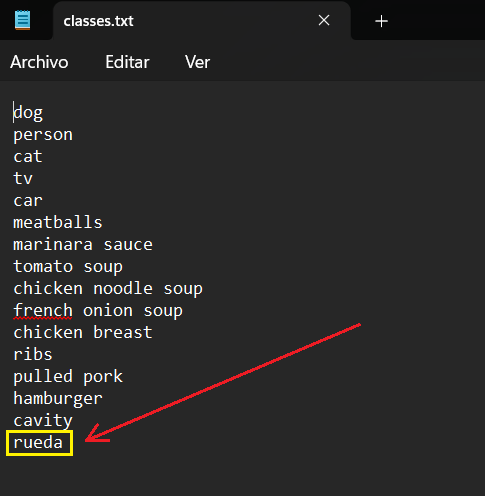 classes.txt
Archivo Editar Ver
dog
person
cat
tv
car
meatballs
marinara sauce
tomato soup
chicken noodle soup
french onion soup
chicken breast
ribs
pulled pork
hamburger
cavity
rueda